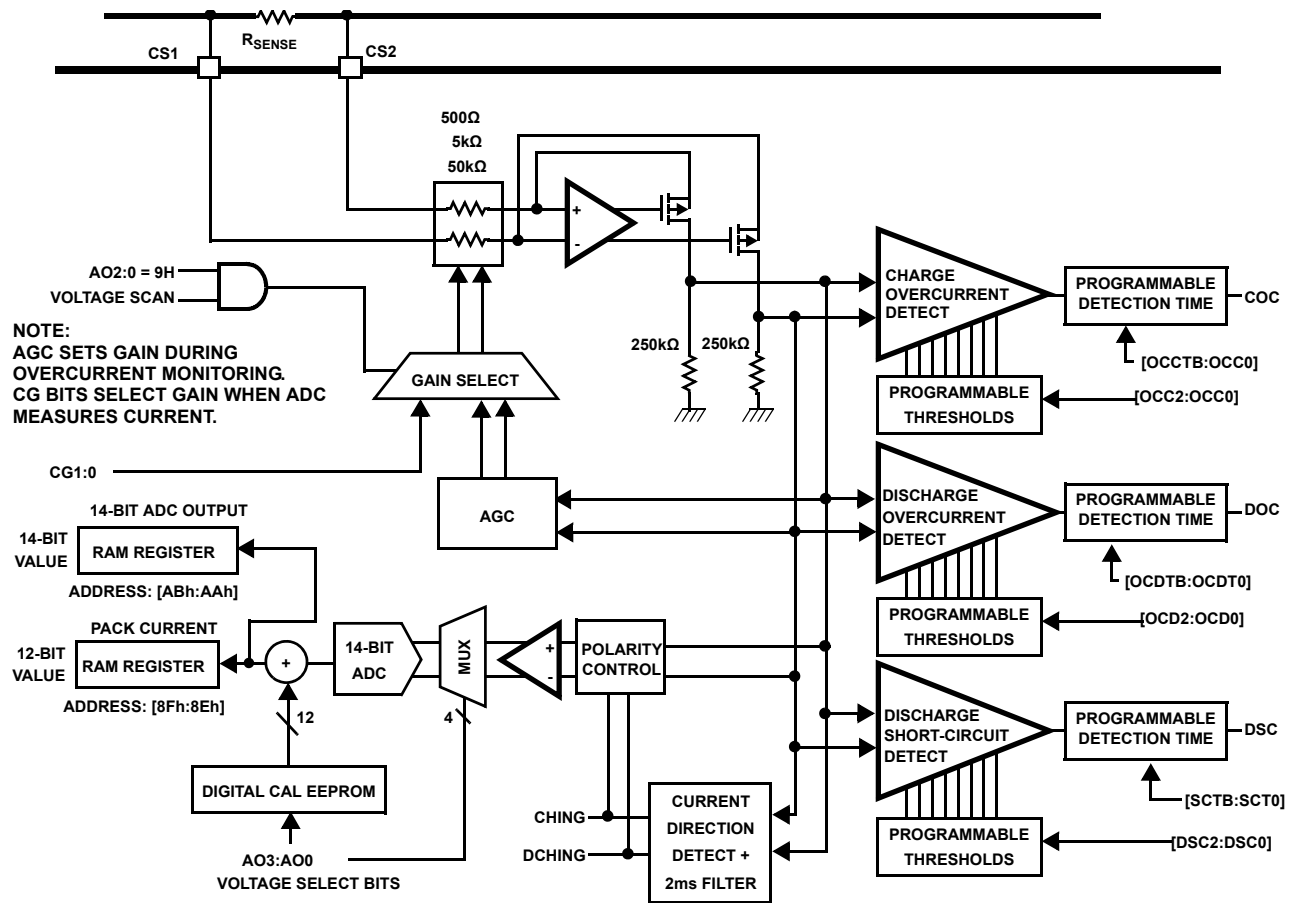 RSENSE
CS1
CS2
500Ω
5kΩ
50kΩ
+
-
AO2:0 = 9H
VOLTAGE SCAN
NOTE:
AGC SETS GAIN DURING
OVERCURRENT MONITORING.
CG BITS SELECT GAIN WHEN ADC
MEASURES CURRENT.
GAIN SELECT
250kΩ
250kΩ
CHARGE
OVERCURRENT
DETECT
PROGRAMMABLE
DETECTION TIME
COC
[OCCTB:OCC0]
PROGRAMMABLE
THRESHOLDS
[OCC2:OCC0]
CG1:0
AGC
DISCHARGE
OVERCURRENT
DETECT
PROGRAMMABLE
DETECTION TIME
DOC
[OCDTB:OCDT0]
PROGRAMMABLE
THRESHOLDS
[OCD2:OCD0]
14-BIT ADC OUTPUT
14-BIT
VALUE
RAM REGISTER
ADDRESS: [ABh:AAh]
PACK CURRENT
12-BIT
VALUE
RAM REGISTER
ADDRESS: [8Fh:8Eh]
+
12
14-BIT
ADC
MUX
4
+
-
POLARITY
CONTROL
DIGITAL CAL EEPROM
AO3:AO0
VOLTAGE SELECT BITS
CHING
DCHING
CURRENT
DIRECTION
DETECT +
2ms FILTER
DISCHARGE
SHORT-CIRCUIT
DETECT
PROGRAMMABLE
DETECTION TIME
DSC
[SCTB:SCT0]
PROGRAMMABLE
THRESHOLDS
[DSC2:DSC0]